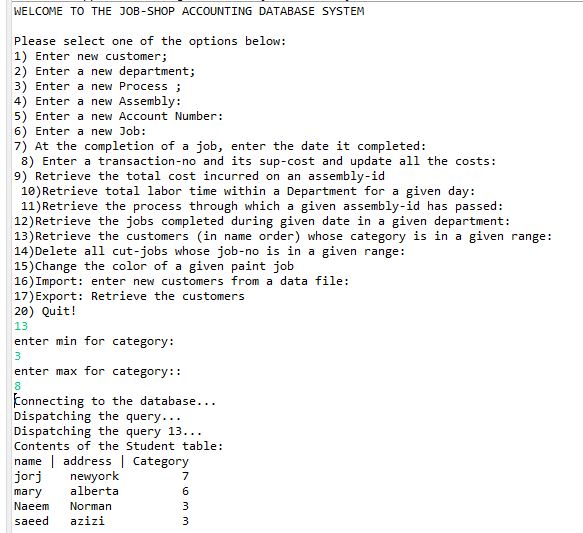 WELCOME TO THE JOB-SHOP ACCOUNTING DATABASE SYSTEM
Please select one of the options below:
1) Enter new customer;
2) Enter a new department;
3) Enter a new Process ;
4) Enter a new Assembly:
5) Enter a new Account Number:
6) Enter a new Job:
7) At the completion of a job, enter the date it completed:
8) Enter a transaction-no and its sup-cost and update all the costs:
9) Retrieve the total cost incurred on an assembly-id
10)Retrieve total labor time within a Department for a given day:
11)Retrieve the process through which a given assembly-id has passed:
12)Retrieve the jobs completed during given date in a given department:
13)Retrieve the customers (in name order) whose category is in a given range:
14)Delete all cut-jobs whose job-no is in a given range:
15)Change the color of a given paint job
16)Import: enter new customers from a data file:
17)Export: Retrieve the customers
20) Quit!
13
enter min for category:
3
enter max for category::
8
Connecting to the database...
Dispatching the query...
Dispatching the query 13...
Contents of the Student table:
name | address | Category
jorj newyork 7
mary alberta 6
Naeem Norman 3
saeed azizi 3